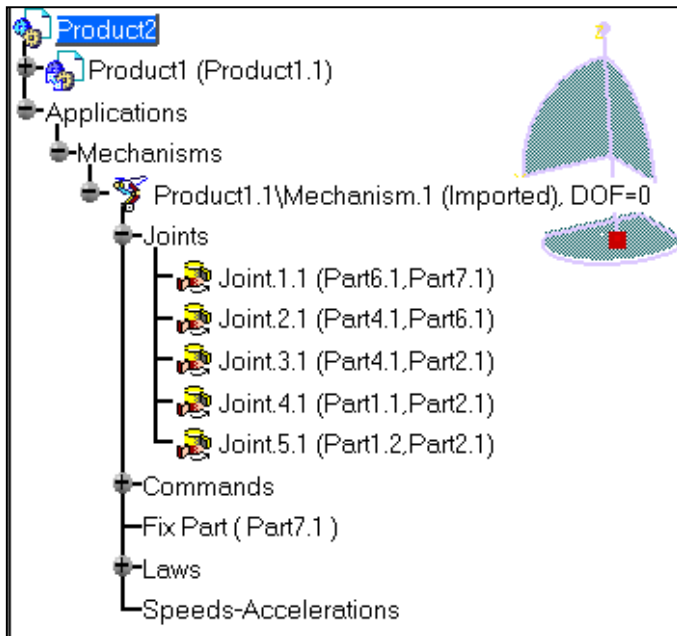 Product2
Product1 (Product1.1)
Applications
Mechanisms
Product1.1\Mechanism.1 (Imported), DOF=0
Joints
Joint.1.1 (Part6.1,Part7.1)
Joint.2.1 (Part4.1,Part6.1)
Joint.3.1 (Part4.1,Part2.1)
Joint.4.1 (Part1.1,Part2.1)
Joint.5.1 (Part1.2,Part2.1)
Commands
Fix Part ( Part7.1 )
Laws
Speeds-Accelerations
z